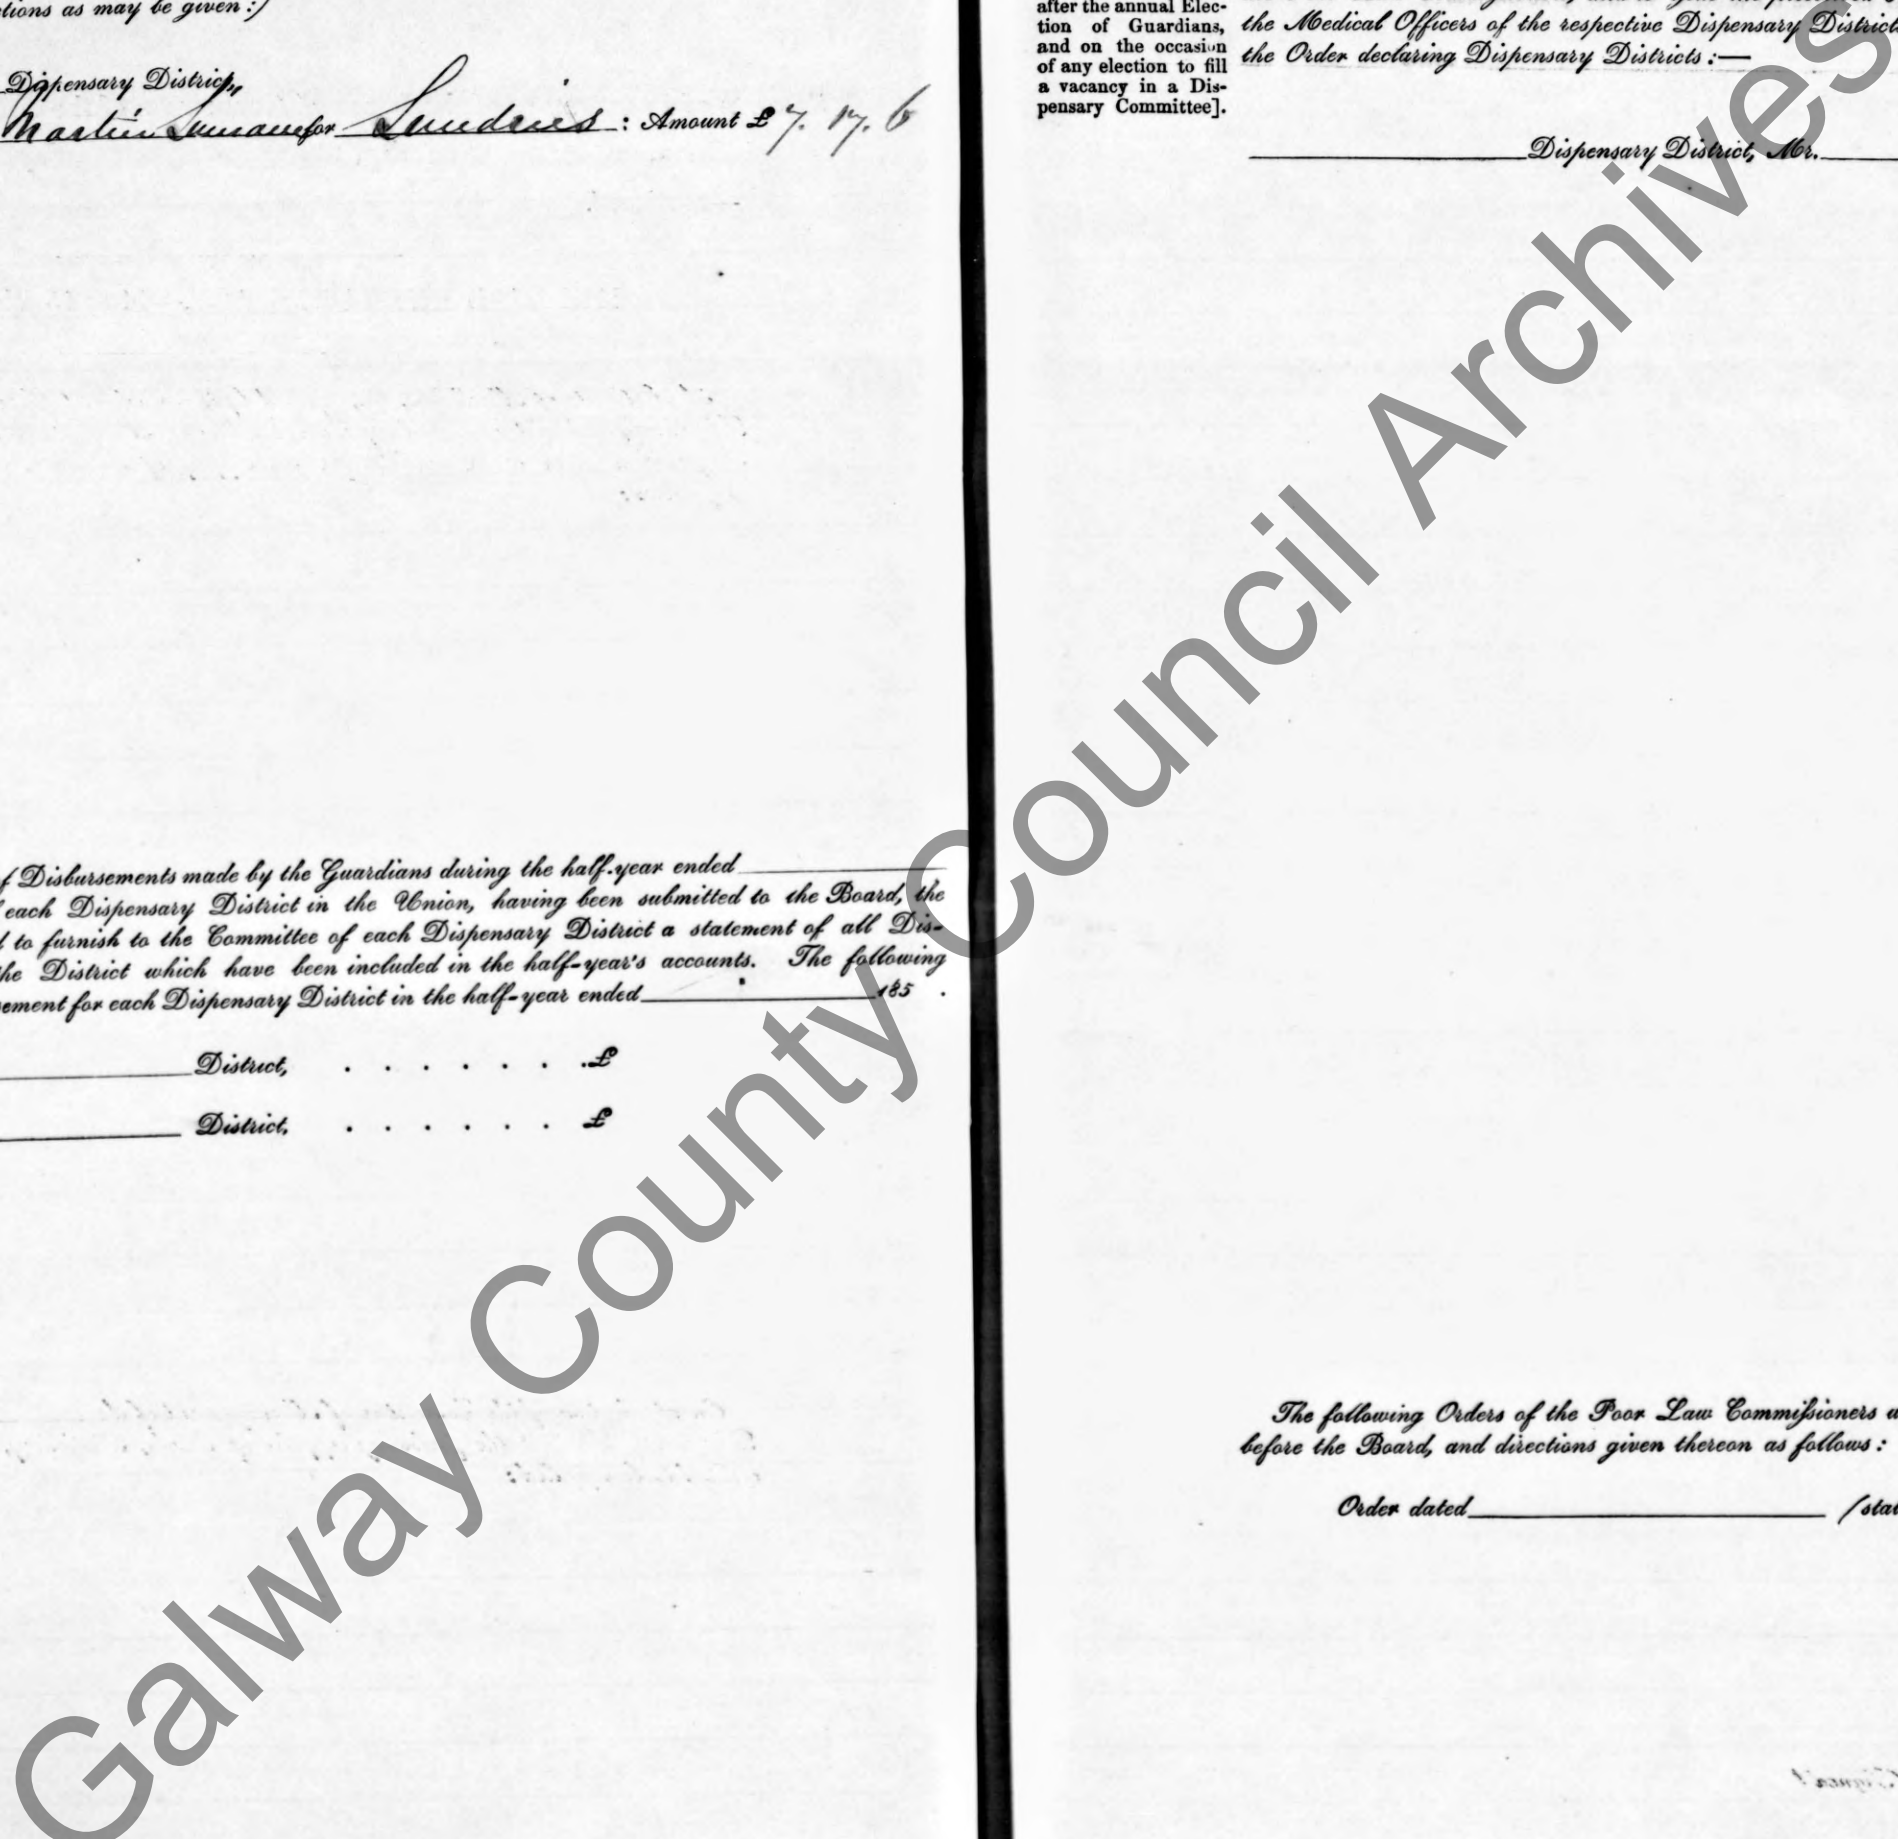 tions as may be given :)
Dispensary District,
Martin for Sundries : Amount £ 7. 17. 6
f Disbursements made by the Guardians during the half-year ended
each Dispensary District in the Union, having been submitted to the Board, the
to furnish to the Committee of each Dispensary District a statement of all Dis-
he District which have been included in the half-year's accounts. The following
sement for each Dispensary District in the half-year ended 185 .
District, . . . . . . . £
District, . . . . . . £
after the annual Elec-
tion of Guardians,
and on the occasion
of any election to fill
a vacancy in a Dis-
pensary Committee].
the Medical Officers of the respective Dispensary Districts
the Order declaring Dispensary Districts :—
Dispensary District, Mr.
The following Orders of the Poor Law Commissioners
before the Board, and directions given thereon as follows :
Order dated (stat
Galway County Council Archives